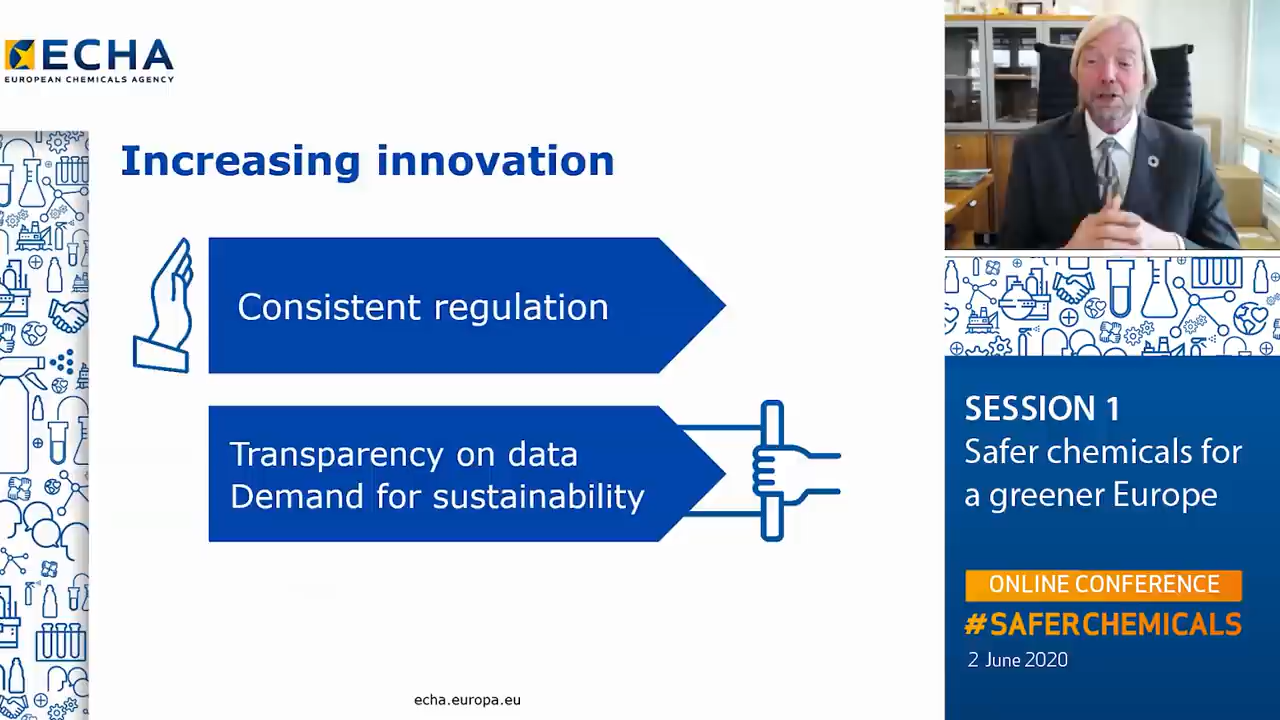 ECHA
EUROPEAN CHEMICALS AGENCY
Increasing innovation
Consistent regulation
Transparency on data
Demand for sustainability
echa.europa.eu
SESSION 1
Safer chemicals for
a greener Europe
ONLINE CONFERENCE
#SAFERCHEMICALS
2 June 2020